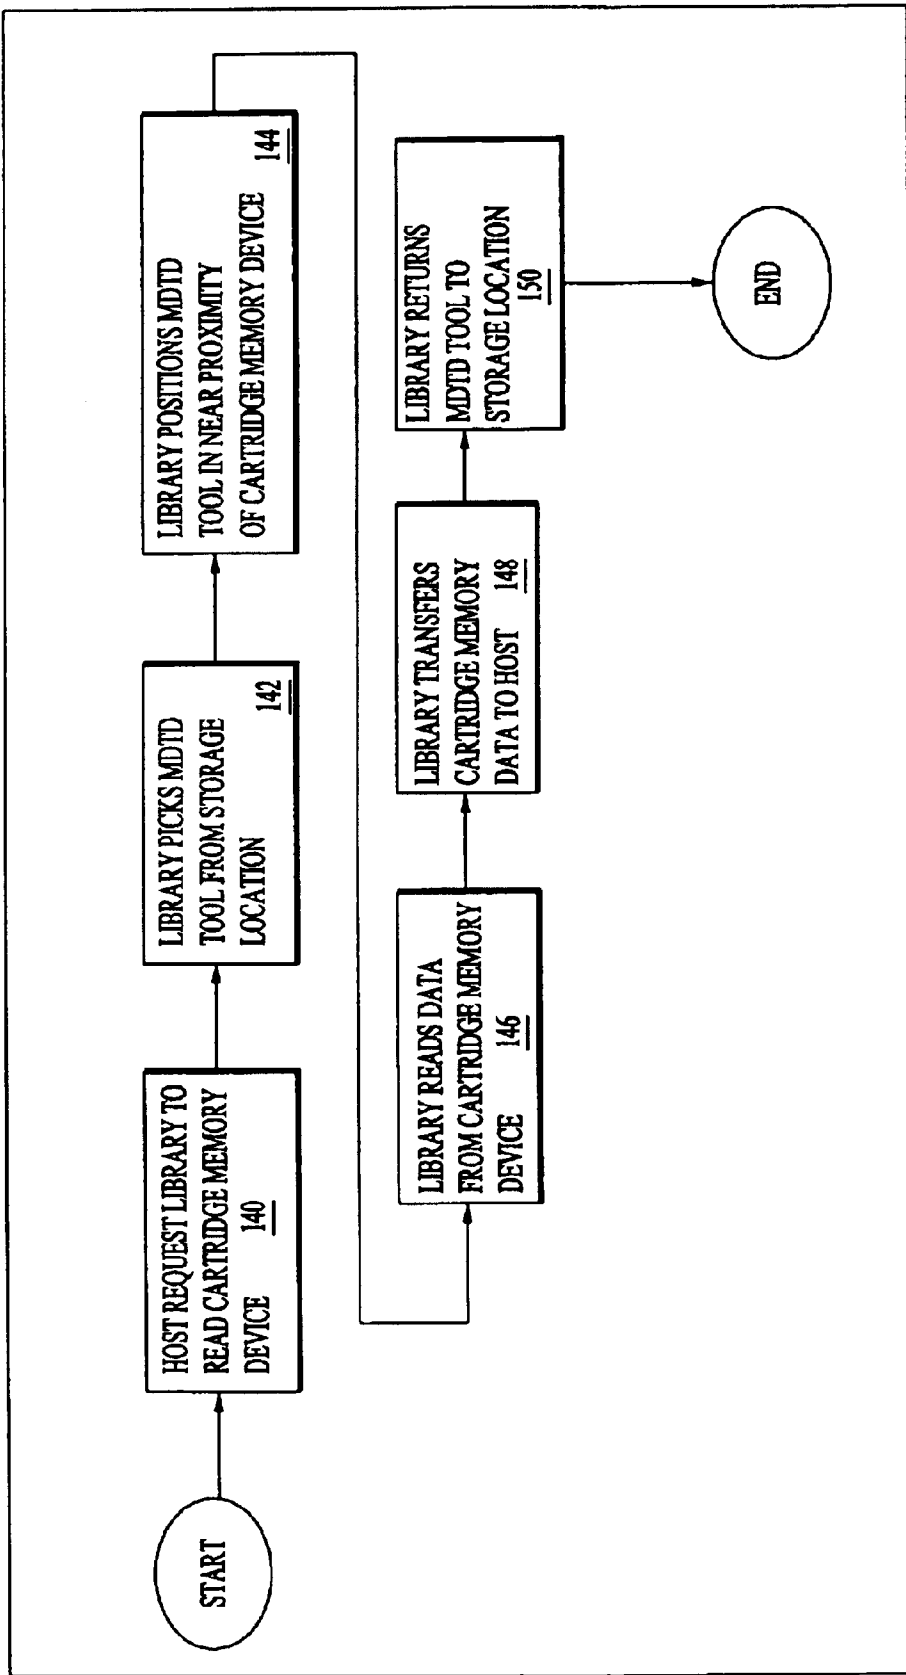 START
HOST REQUEST LIBRARY TO
READ CARTRIDGE MEMORY
DEVICE 140
LIBRARY PICKS MDTD
TOOL FROM STORAGE
LOCATION 142
LIBRARY POSITIONS MDTD
TOOL IN NEAR PROXIMITY
OF CARTRIDGE MEMORY DEVICE 144
LIBRARY READS DATA
FROM CARTRIDGE MEMORY
DEVICE 146
LIBRARY TRANSFERS
CARTRIDGE MEMORY
DATA TO HOST 148
LIBRARY RETURNS
MDTD TOOL TO
STORAGE LOCATION
150
END